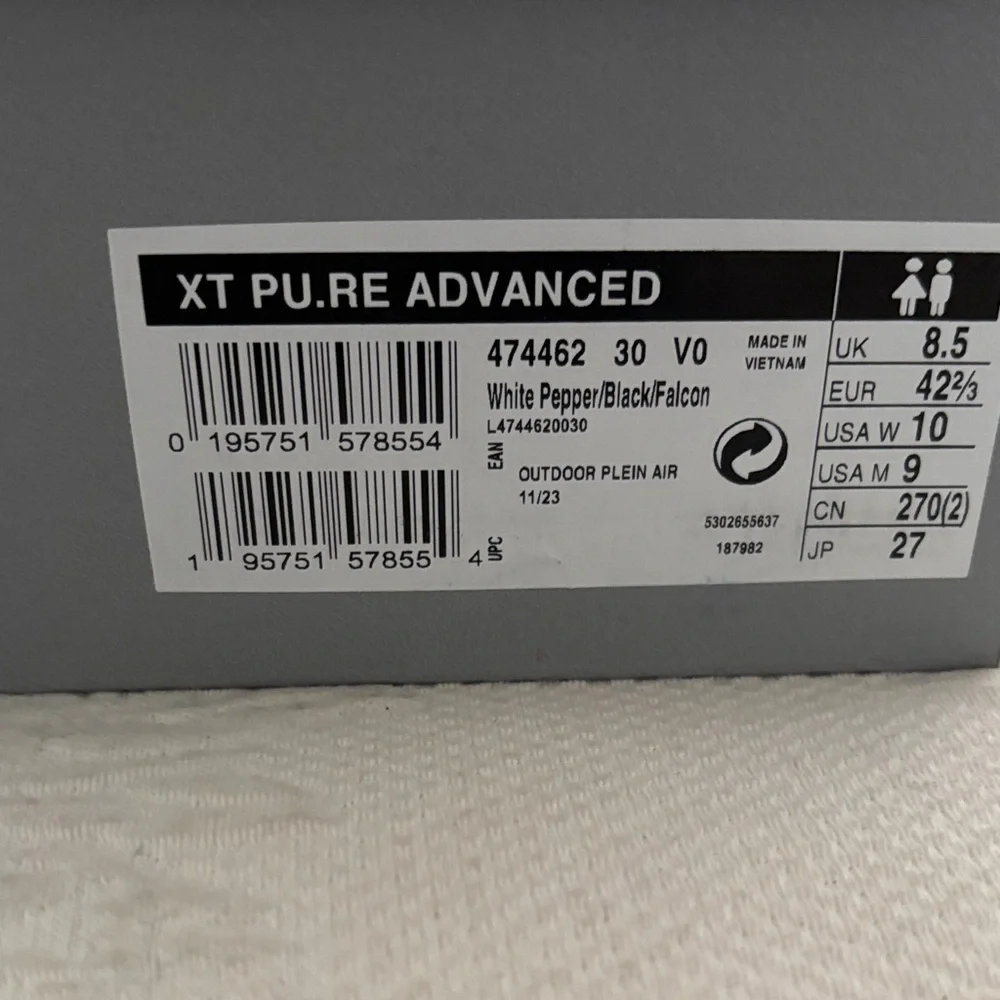 XT PU.RE ADVANCED
0 195751 578554
EAN
1 95751 57855 4
UPC
474462 30 V0
White Pepper/Black/Falcon
L4744620030
OUTDOOR PLEIN AIR
11/23
MADE IN
VIETNAM
5302655637
187982
UK 8.5
EUR 42⅔
USA W 10
USA M 9
CN 270(2)
JP 27